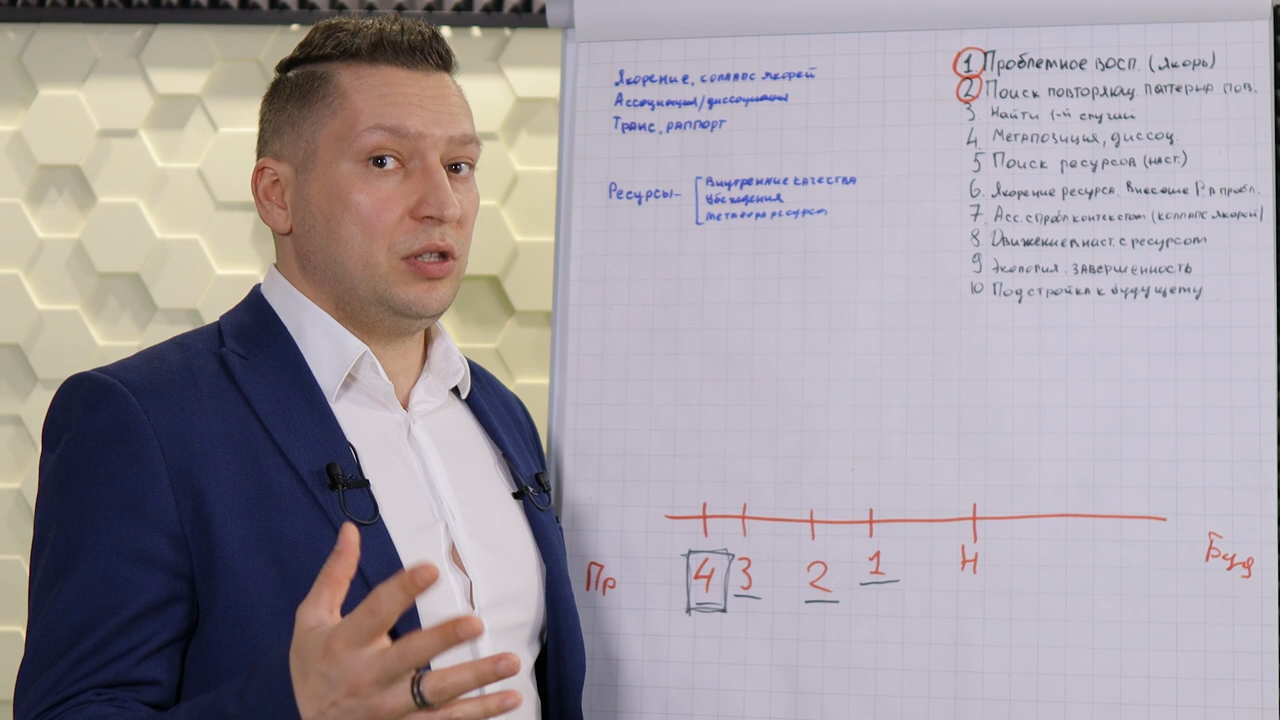 Якорение, коллапс якорей
Ассоциация/диссоциация
Транс, раппорт
Ресурсы-
Внутренние качества
Убеждения
Метафора ресурсы
1 Проблемное восп. (якорь)
2 Поиск повторяющ. паттерна пов.
3 Найти 1-й случай
4. Метапозиция, диссоц.
5 Поиск ресурсов (наст.)
6. Якорение ресурса. Внесение Р в пробл.
7. Асс. с пробл. контекстом (коллапс якорей)
8 Движение в наст. с ресурсом
9 Экология. завершенность
10 Подстройка к будущему
Пр 4 3 2 1 Н Буд